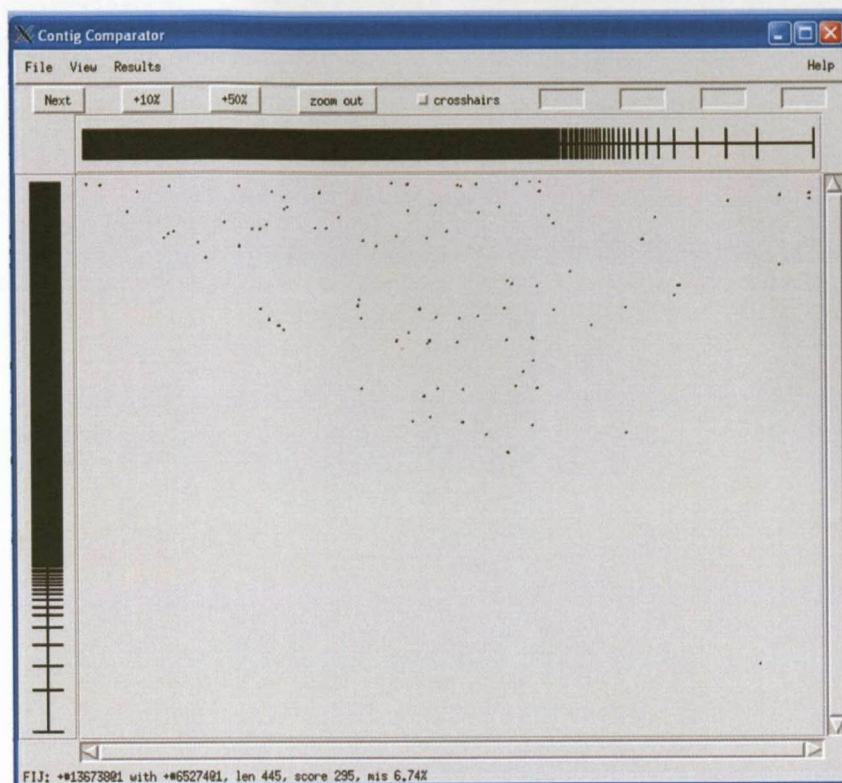 Contig Comparator
File View Results Help
Next +10% +50% zoom out crosshairs
FIJ: +#13673801 with +#6527401, len 445, score 295, mis 6.74%